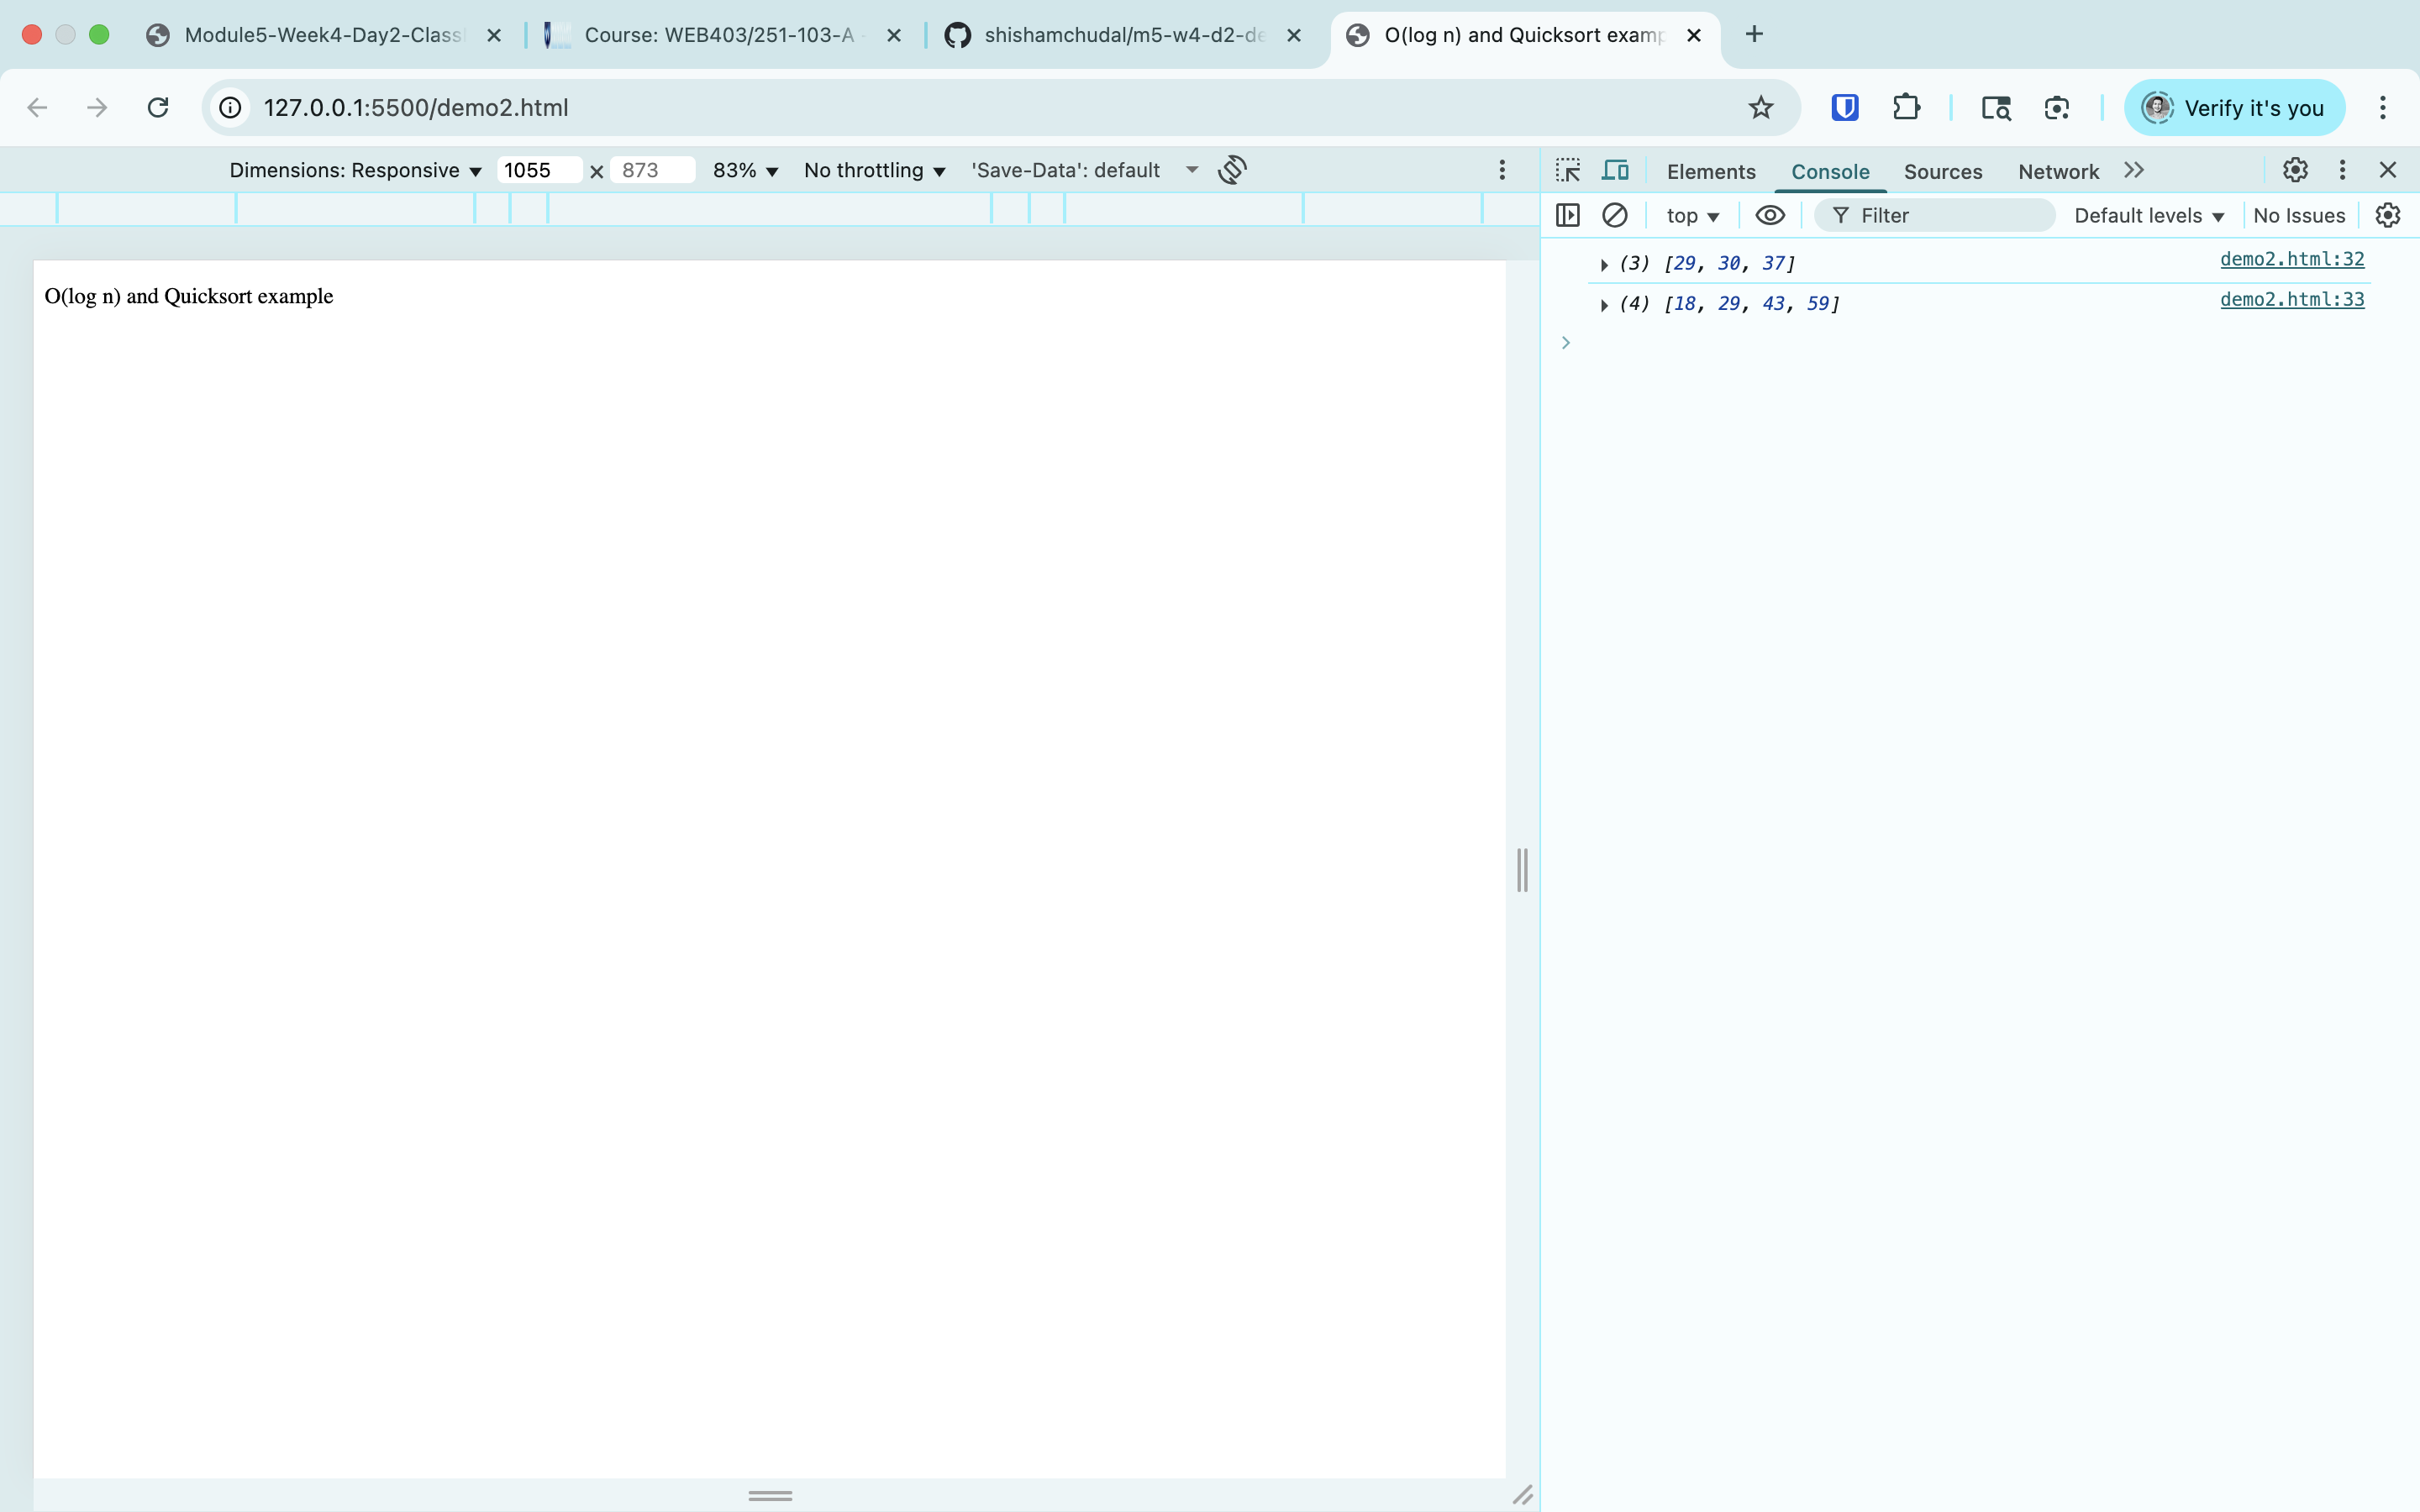 Module5-Week4-Day2-Class
Course: WEB403/251-103-A
shishamchudal/m5-w4-d2-de
O(log n) and Quicksort examp
127.0.0.1:5500/demo2.html
Verify it's you
Dimensions: Responsive 1055 × 873 83% No throttling 'Save-Data': default
Elements Console Sources Network
top Filter Default levels No Issues
(3) [29, 30, 37] demo2.html:32
(4) [18, 29, 43, 59] demo2.html:33
O(log n) and Quicksort example